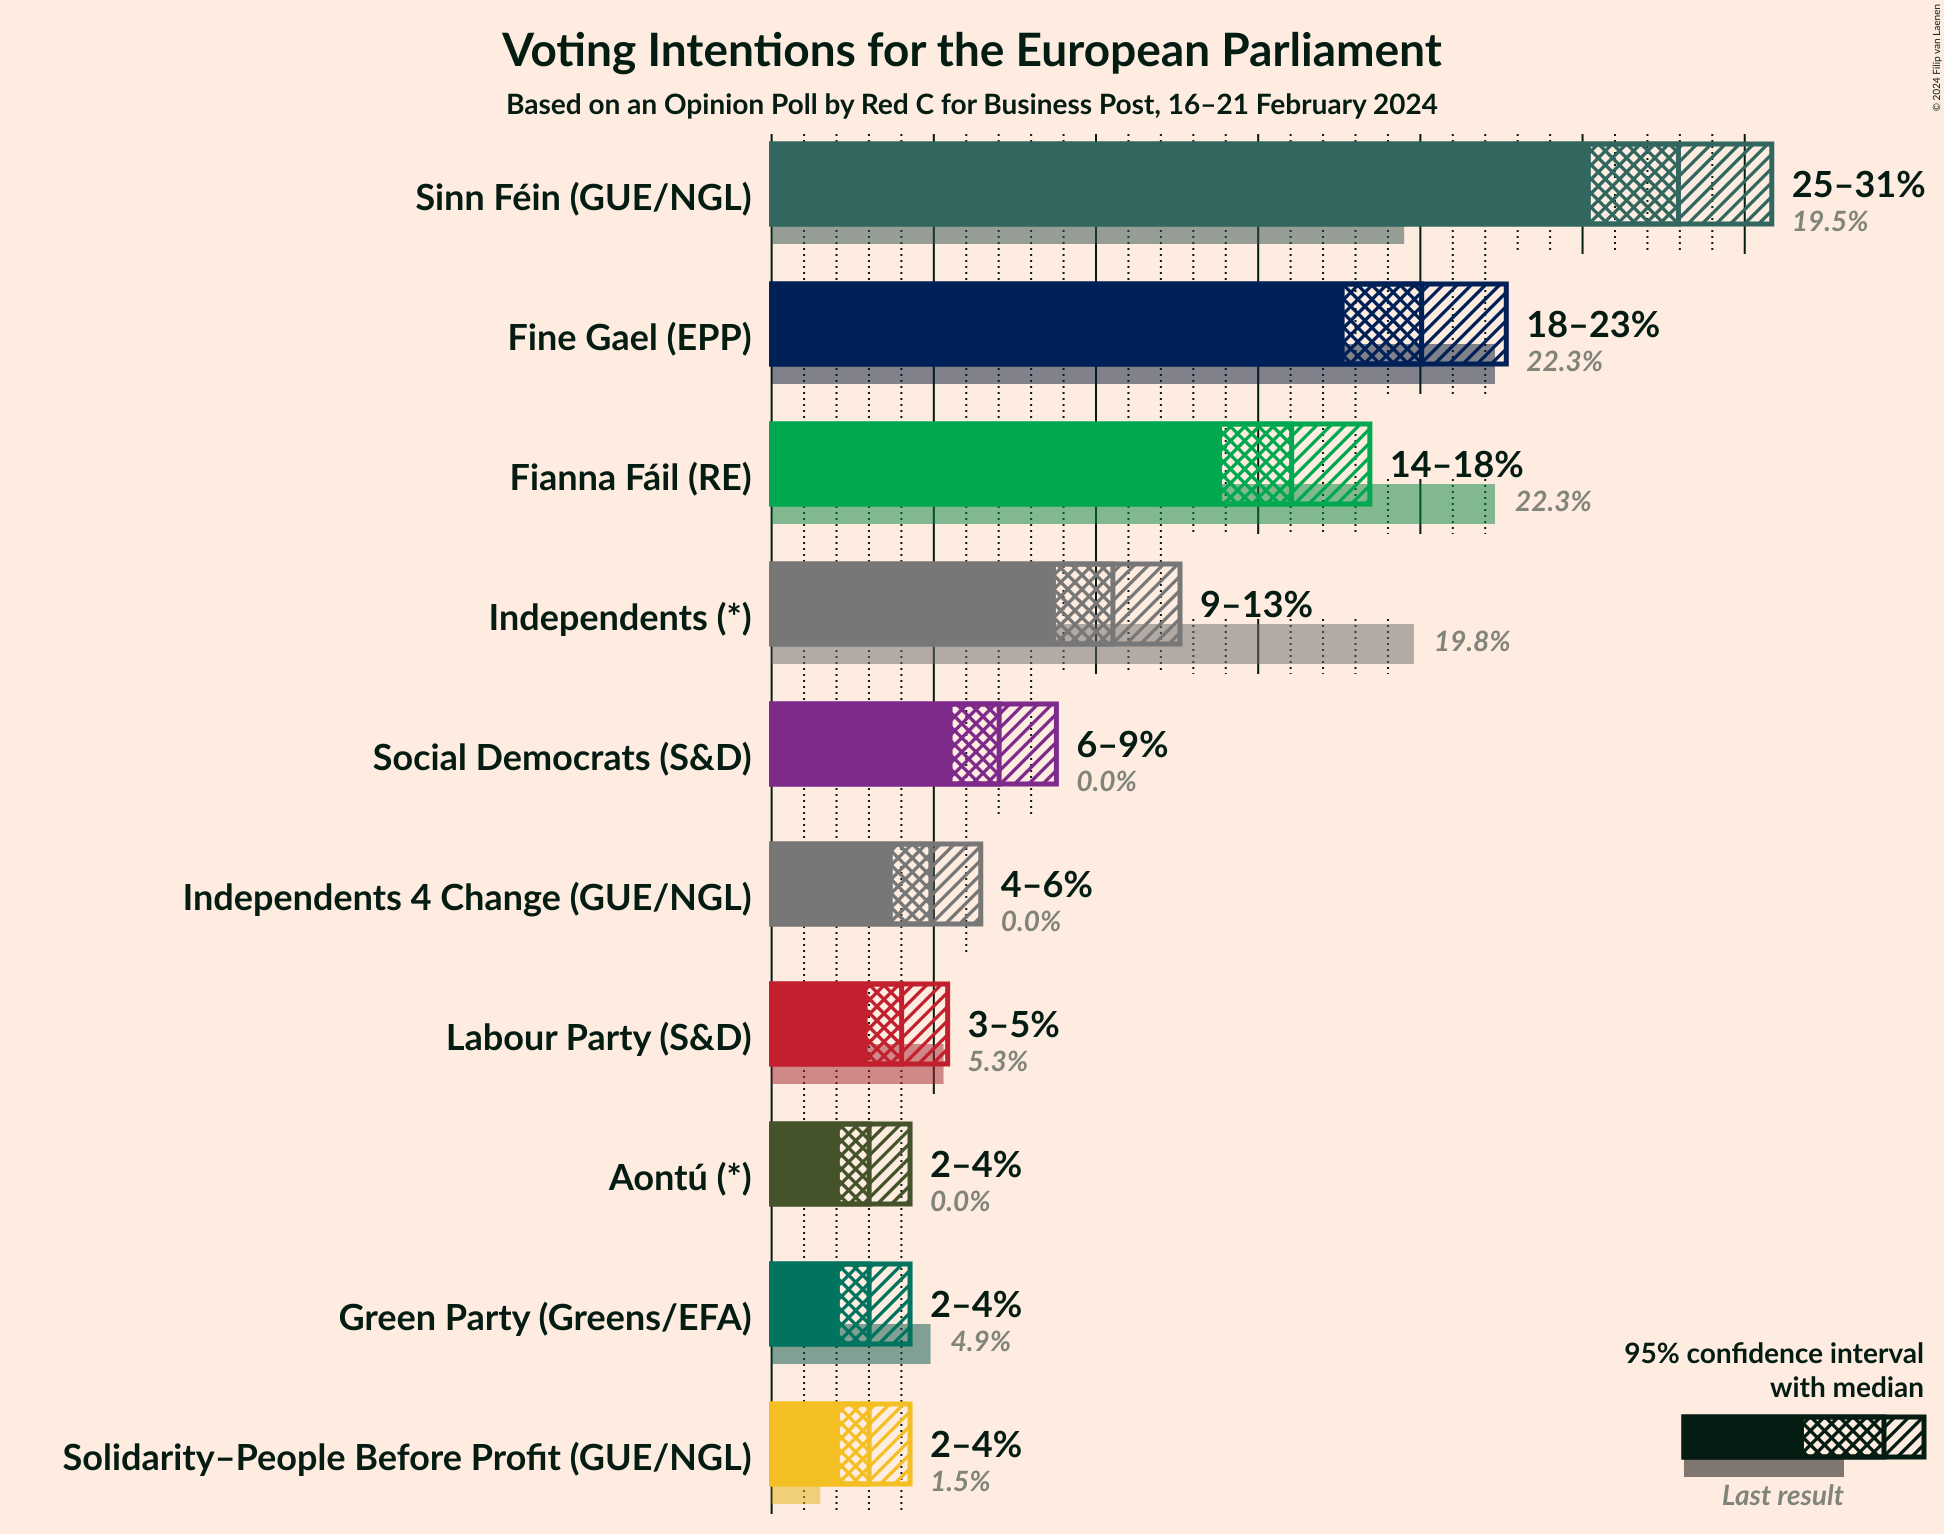 Voting Intentions for the European Parliament
Based on an Opinion Poll by Red C for Business Post, 16–21 February 2024
© 2024 Filip van Laenen
Sinn Féin (GUE/NGL)
25–31%
19.5%
Fine Gael (EPP)
18–23%
22.3%
Fianna Fáil (RE)
14–18%
22.3%
Independents (*)
9–13%
19.8%
Social Democrats (S&D)
6–9%
0.0%
Independents 4 Change (GUE/NGL)
4–6%
0.0%
Labour Party (S&D)
3–5%
5.3%
Aontú (*)
2–4%
0.0%
Green Party (Greens/EFA)
2–4%
4.9%
Solidarity–People Before Profit (GUE/NGL)
2–4%
1.5%
95% confidence interval
with median
Last result